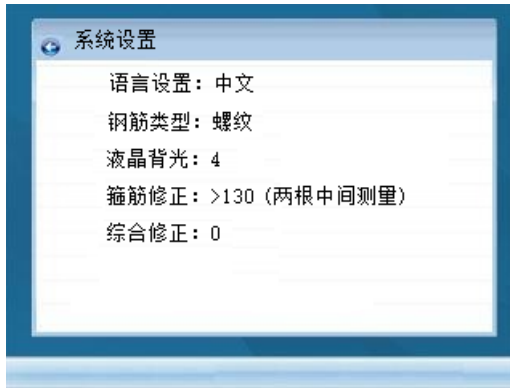 系统设置
语言设置：中文
钢筋类型：螺纹
液晶背光：4
箍筋修正：>130（两根中间测量）
综合修正：0